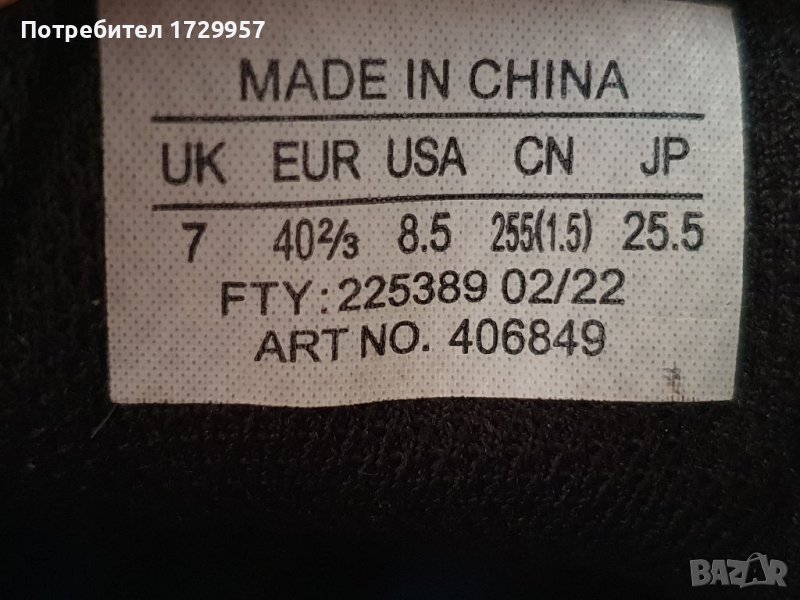 Потребител 1729957
MADE IN CHINA
UK EUR USA CN JP
7 40⅔ 8.5 255(1.5) 25.5
FTY: 225389 02/22
ART NO. 406849
BAZAR